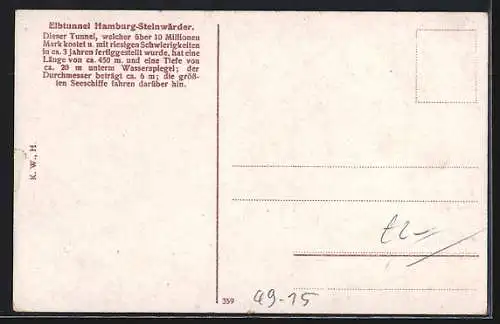 Elbtunnel Hamburg-Steinwärder.
Dieser Tunnel, welcher über 10 Millionen
Mark kostet u. mit riesigen Schwierigkeiten
in ca. 3 Jahren fertiggestellt wurde, hat eine
Länge von ca. 450 m. und eine Tiefe von
ca. 20 m unterm Wasserspiegel; der
Durchmesser beträgt ca. 6 m; die größ-
ten Seeschiffe fahren darüber hin.
K. W., H.
359
49-15